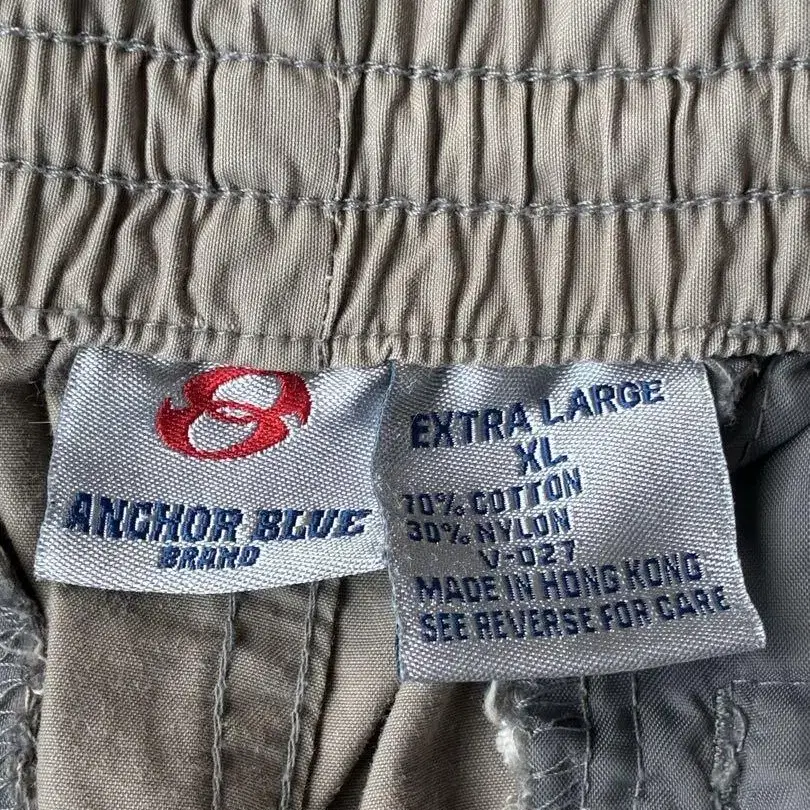 ANCHOR BLUE
BRAND
EXTRA LARGE
XL
70% COTTON
30% NYLON
V-027
MADE IN HONG KONG
SEE REVERSE FOR CARE